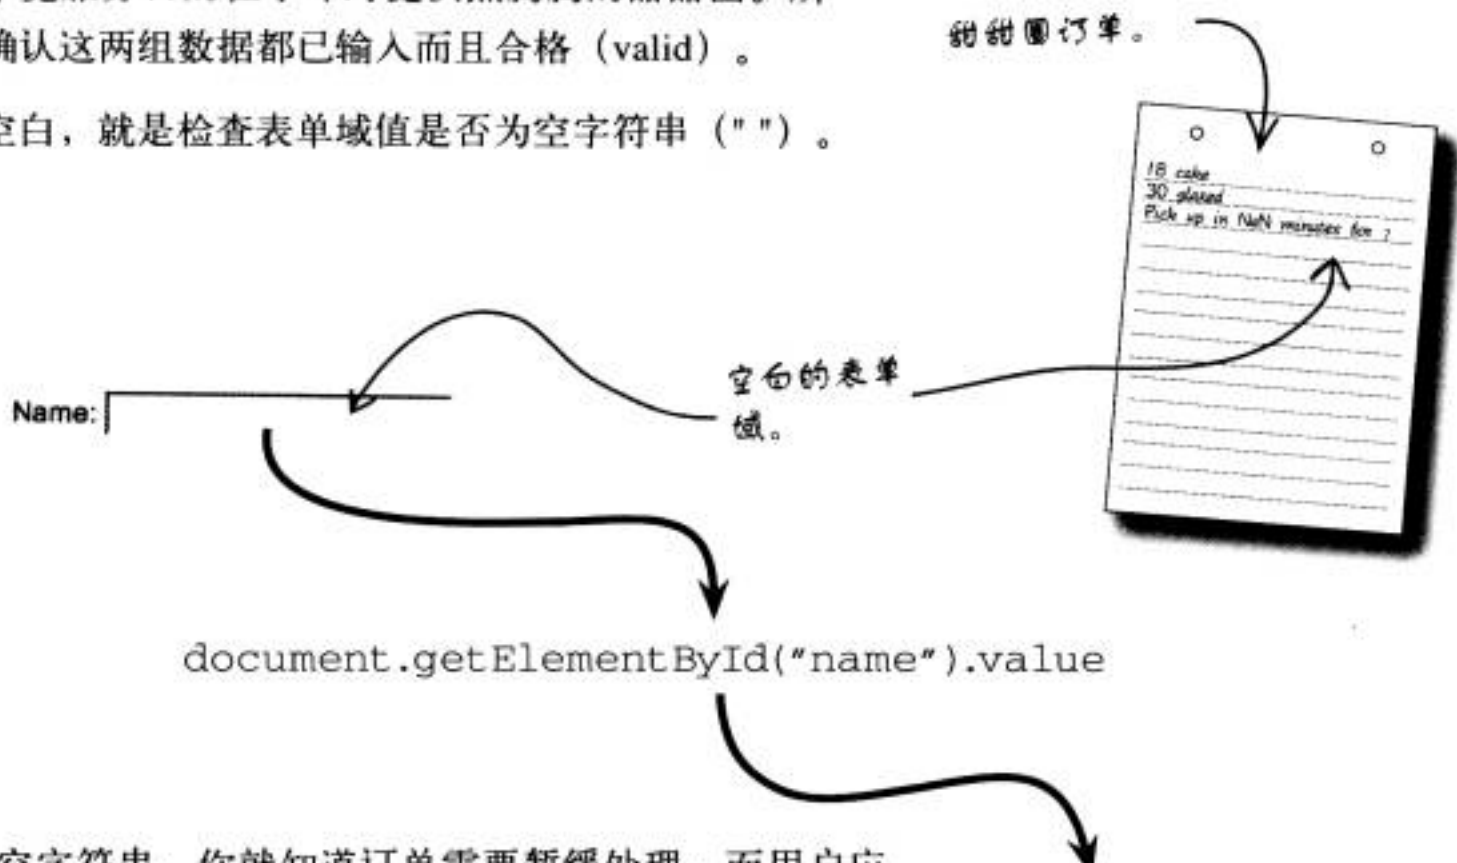 确认这两组数据都已输入而且合格（valid）。
空白，就是检查表单域值是否为空字符串（" "）。
甜甜圈订单。
18 cake
30 glazed
Pick up in NaN minutes for ?
Name:
空白的表单
域。
document.getElementById("name").value
空字符串 你就知道订单需要暂缓处理 而用户应